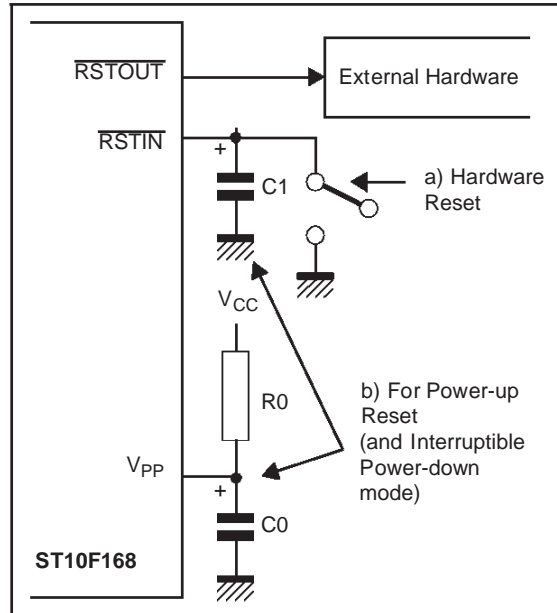 RSTOUT
External Hardware
RSTIN
+
C1
a) Hardware
Reset
VCC
R0
b) For Power-up
Reset
(and Interruptible
Power-down
mode)
VPP
+
C0
ST10F168